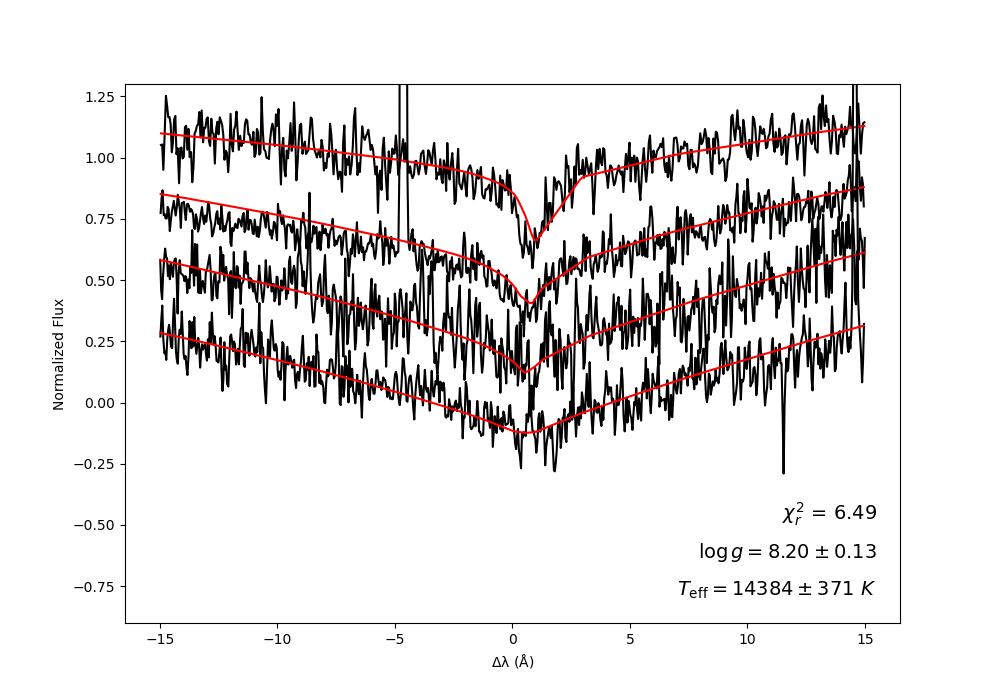 1.25
1.00
0.75
0.50
0.25
0.00
−0.25
−0.50
−0.75
Normalized Flux
χ²ᵣ = 6.49
log g = 8.20 ± 0.13
T_eff = 14384 ± 371 K
−15 −10 −5 0 5 10 15
Δλ (Å)